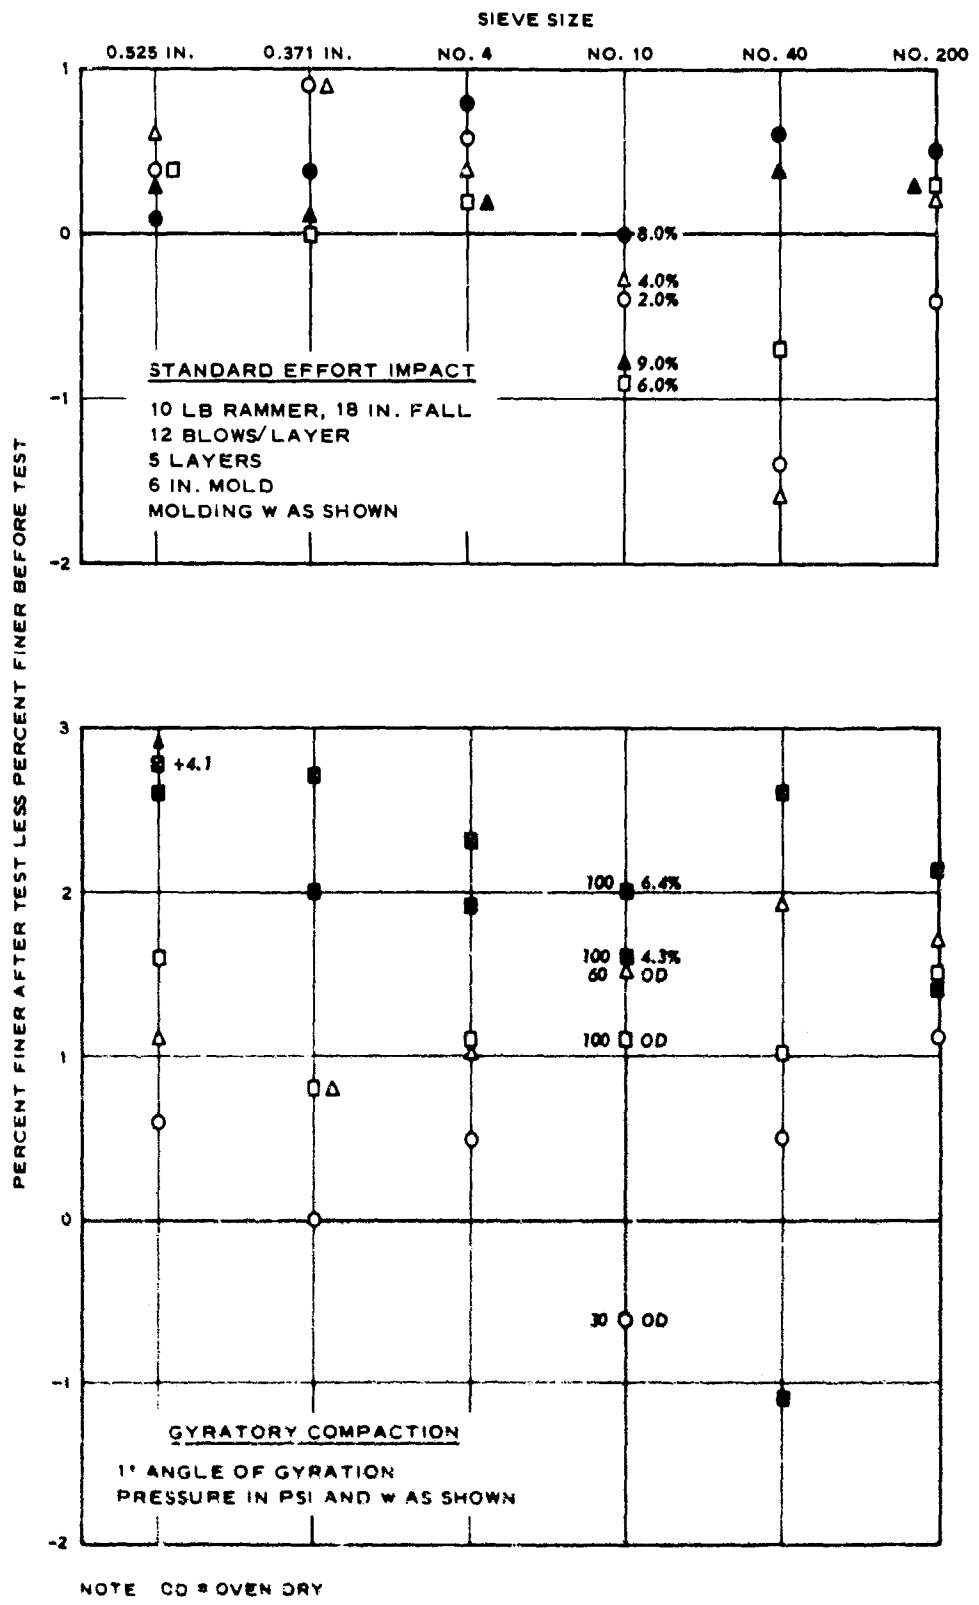 SIEVE SIZE
0.525 IN. 0.371 IN. NO. 4 NO. 10 NO. 40 NO. 200
1
0
-1
-2
8.0%
4.0%
2.0%
9.0%
6.0%
STANDARD EFFORT IMPACT
10 LB RAMMER, 18 IN. FALL
12 BLOWS/LAYER
5 LAYERS
6 IN. MOLD
MOLDING W AS SHOWN
PERCENT FINER AFTER TEST LESS PERCENT FINER BEFORE TEST
3
2
1
0
-1
-2
+4.1
100 6.4%
100 4.3%
60 OD
100 OD
30 OD
GYRATORY COMPACTION
1° ANGLE OF GYRATION
PRESSURE IN PSI AND W AS SHOWN
NOTE OD = OVEN DRY